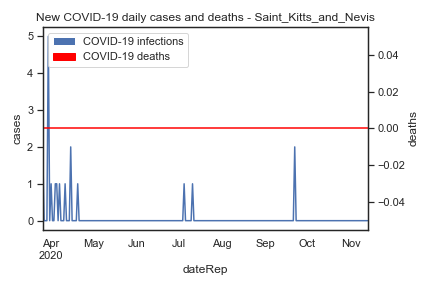 New COVID-19 daily cases and deaths - Saint_Kitts_and_Nevis
COVID-19 infections
COVID-19 deaths
5
4
3
2
1
0
cases
0.04
0.02
0.00
−0.02
−0.04
deaths
Apr May Jun Jul Aug Sep Oct Nov
2020
dateRep